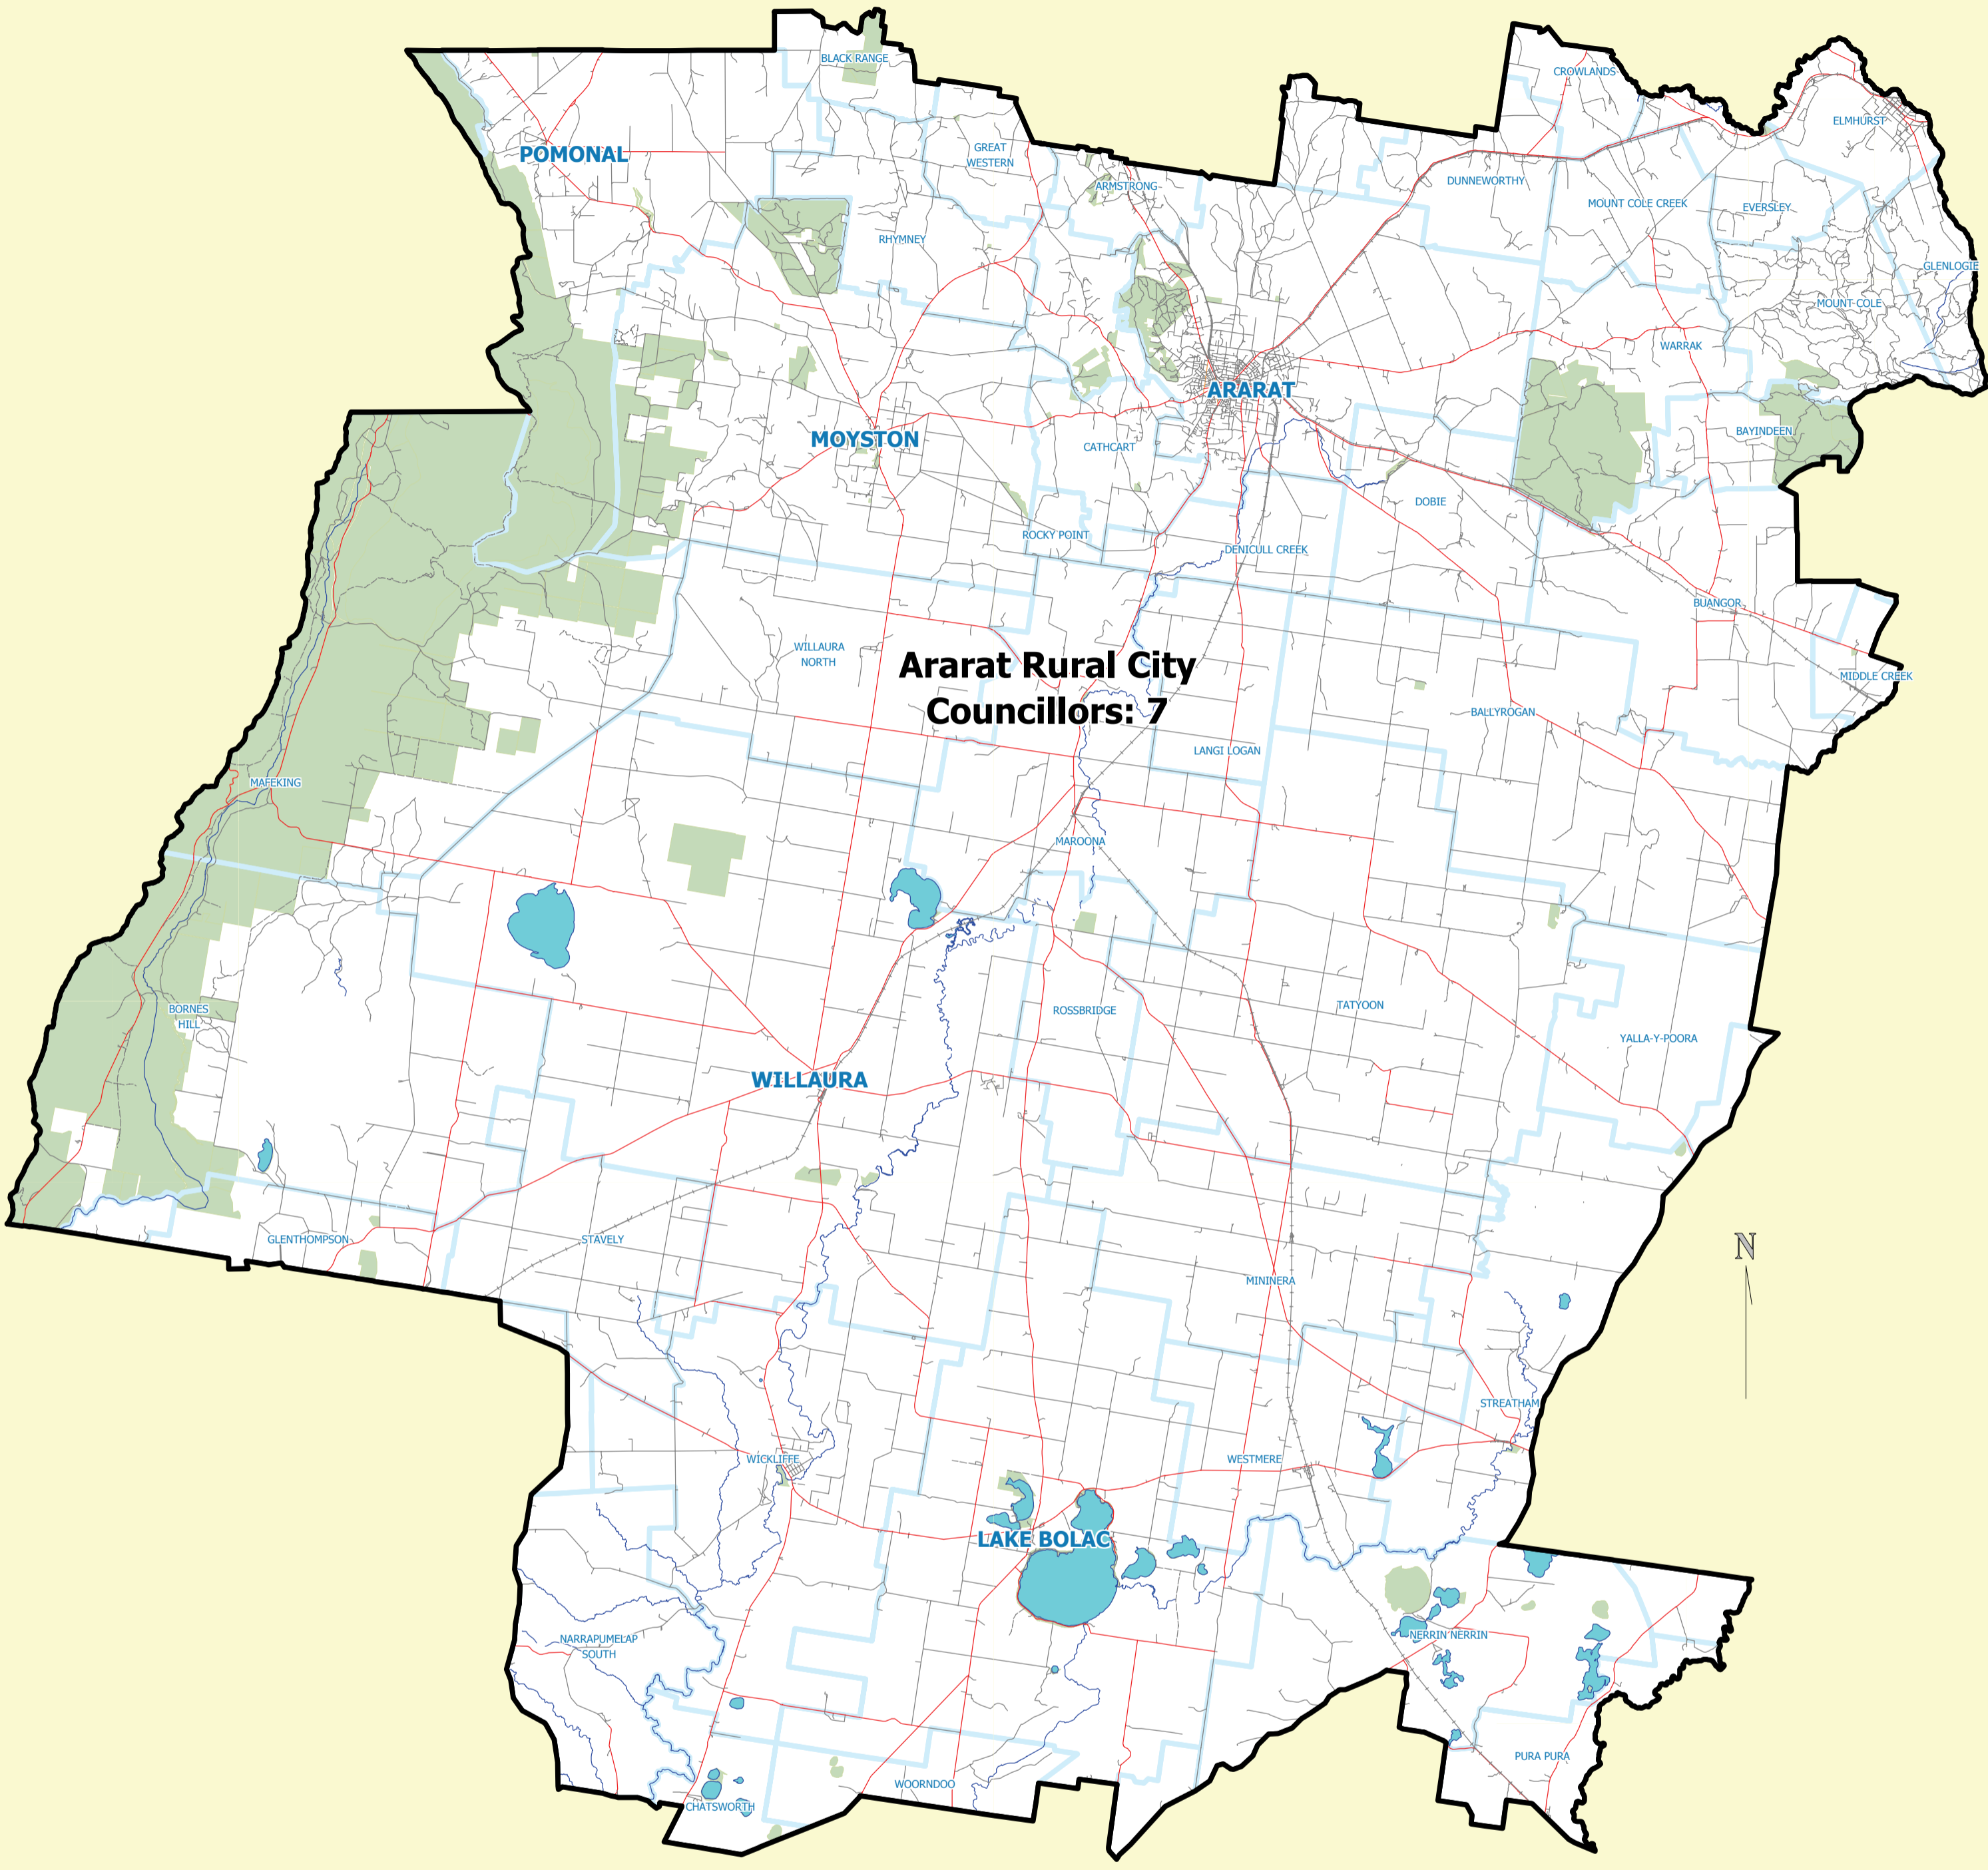 BLACK RANGE
CROWLANDS
ELMHURST
POMONAL
GREAT
WESTERN
ARMSTRONG
DUNNEWORTHY
MOUNT COLE CREEK
EVERSLEY
RHYMNEY
GLENLOGIE
MOUNT COLE
WARRAK
ARARAT
MOYSTON
CATHCART
BAYINDEEN
DOBIE
ROCKY POINT
DENICULL CREEK
BUANGOR
WILLAURA
NORTH
Ararat Rural City
Councillors: 7
MIDDLE CREEK
BALLYROGAN
LANGI LOGAN
MAFEKING
MAROONA
BORNES
HILL
ROSSBRIDGE
TATYOON
YALLA-Y-POORA
WILLAURA
GLENTHOMPSON
STAVELY
N
MININERA
STREATHAM
WICKLIFFE
WESTMERE
LAKE BOLAC
NARRAPUMELAP
SOUTH
NERRIN NERRIN
PURA PURA
WOORNDOO
CHATSWORTH